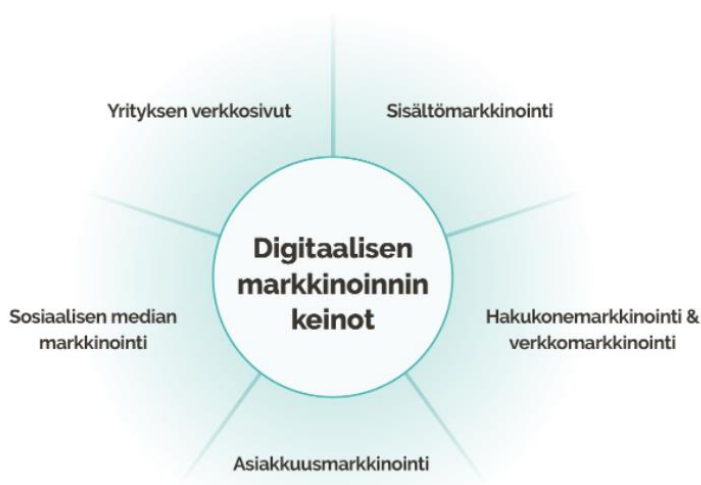 Yrityksen verkkosivut
Sisältömarkkinointi
Digitaalisen
markkinoinnin
keinot
Sosiaalisen median
markkinointi
Hakukonemarkkinointi &
verkkomarkkinointi
Asiakkuusmarkkinointi